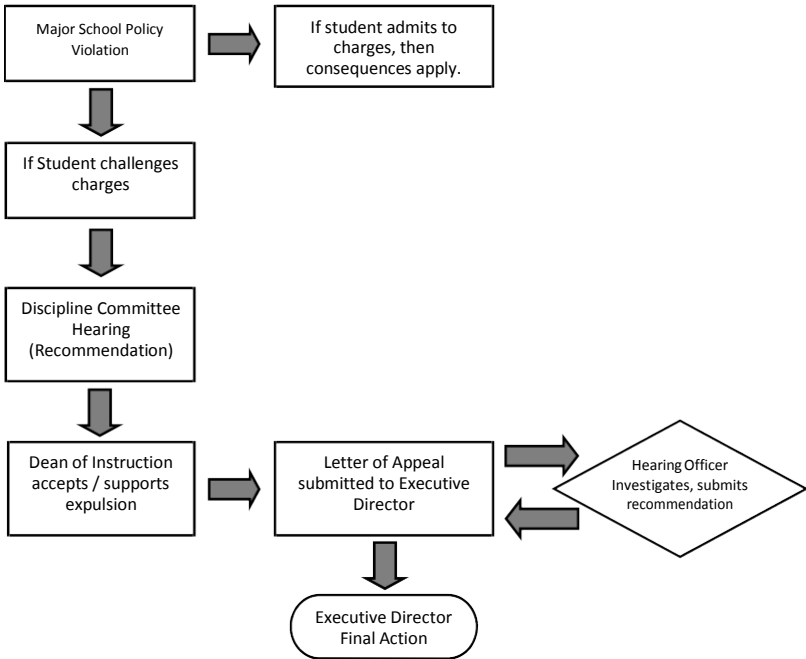 Major School Policy
Violation
If student admits to
charges, then
consequences apply.
If Student challenges
charges
Discipline Committee
Hearing
(Recommendation)
Dean of Instruction
accepts / supports
expulsion
Letter of Appeal
submitted to Executive
Director
Hearing Officer
Investigates, submits
recommendation
Executive Director
Final Action